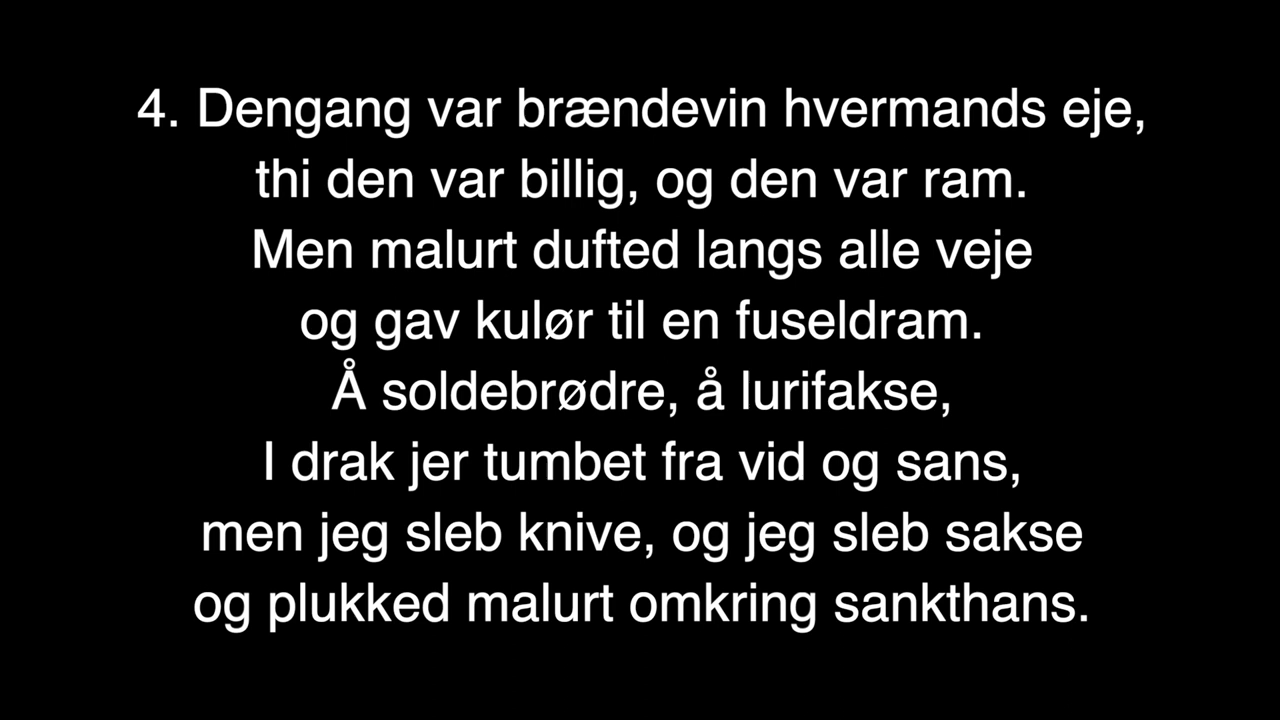 4. Dengang var brændevin hvermands eje,
thi den var billig, og den var ram.
Men malurt dufted langs alle veje
og gav kulør til en fuseldram.
Å soldebrødre, å lurifakse,
I drak jer tumbet fra vid og sans,
men jeg sleb knive, og jeg sleb sakse
og plukked malurt omkring sankthans.